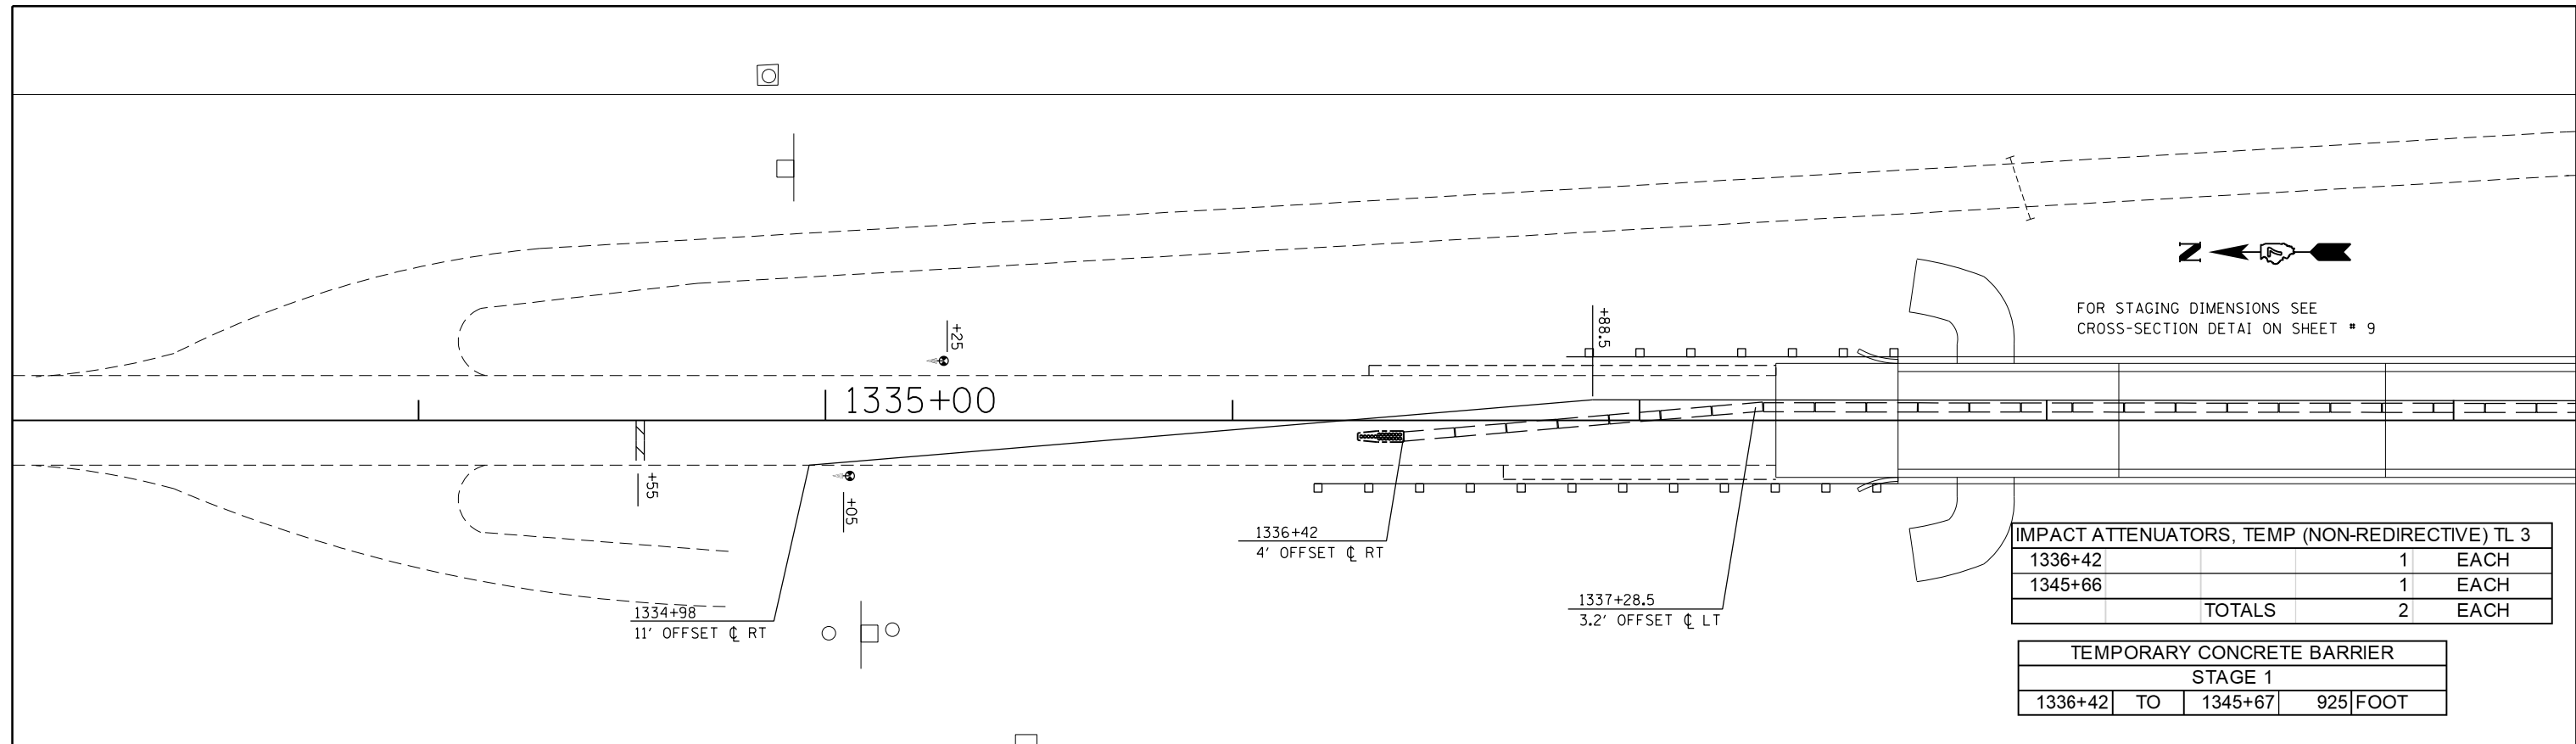 N
FOR STAGING DIMENSIONS SEE
CROSS-SECTION DETAI ON SHEET # 9
+88.5
+25
1335+00
+55
+05
1336+42
4' OFFSET ℄ RT
1337+28.5
3.2' OFFSET ℄ LT
1334+98
11' OFFSET ℄ RT
IMPACT ATTENUATORS, TEMP (NON-REDIRECTIVE) TL 3
1336+42 1 EACH
1345+66 1 EACH
TOTALS 2 EACH
TEMPORARY CONCRETE BARRIER
STAGE 1
1336+42 TO 1345+67 925 FOOT